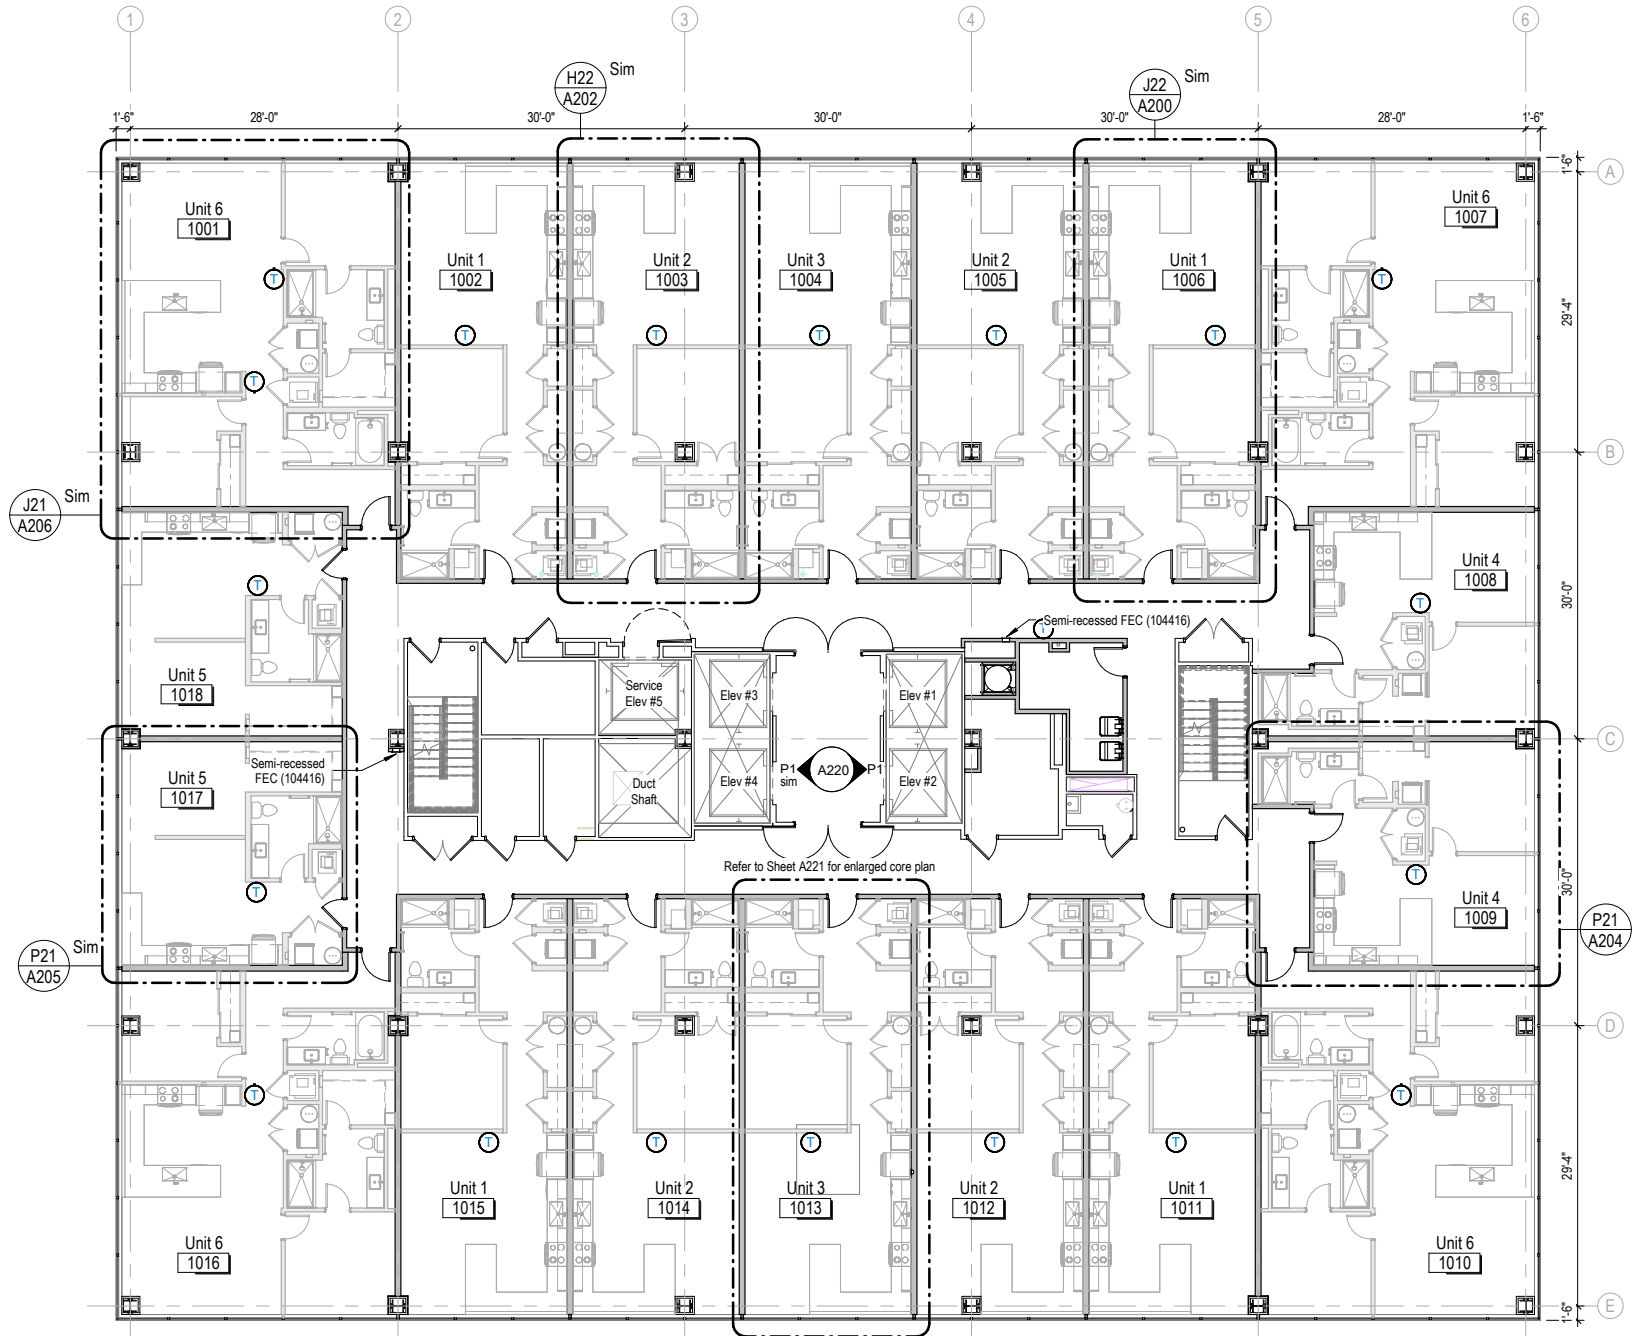 1
2
3
4
5
6
H22
A202
Sim
J22
A200
Sim
1'-6"
28'-0"
30'-0"
30'-0"
30'-0"
28'-0"
1'-6"
1'-6"
A
Unit 6
1001
Unit 6
1007
Unit 1
1002
Unit 2
1003
Unit 3
1004
Unit 2
1005
Unit 1
1006
T
T
29'-4"
T
T
T
T
T
T
B
J21
A206
Sim
Unit 4
1008
T
T
30'-0"
Semi-recessed FEC (104416)
T
Unit 5
1018
Service
Elev #5
Elev #3
Elev #1
C
Semi-recessed
FEC (104416)
Unit 5
1017
Duct
Shaft
Elev #4
P1
sim
A220
P1
Elev #2
T
T
Refer to Sheet A221 for enlarged core plan
30'-0"
Unit 4
1009
P21
A204
P21
A205
Sim
D
T
T
T
T
T
T
T
29'-4"
Unit 1
1015
Unit 2
1014
Unit 3
1013
Unit 2
1012
Unit 1
1011
Unit 6
1016
Unit 6
1010
1'-6"
E